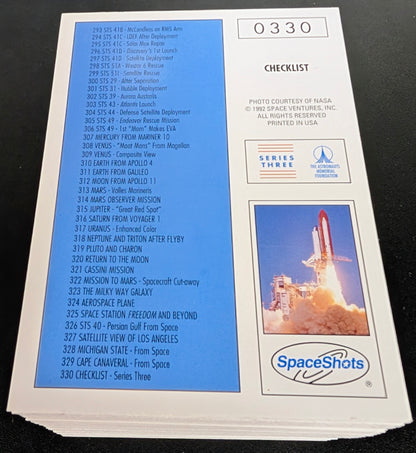 293 STS 41B - McCandless on RMS Arm
294 STS 41C - LDEF After Deployment
295 STS 41C - Solar Max Repair
296 STS 41D - Discovery's 1st Launch
297 STS 41D - Satellite Deployment
298 STS 51A - Westar 6 Rescue
299 STS 51I - Satellite Rescue
300 STS 29 - After Separation
301 STS 31 - Hubble Deployment
302 STS 39 - Aurora Australis
303 STS 43 - Atlantis Launch
304 STS 44 - Defense Satellite Deployment
305 STS 49 - Endeavor Rescue Mission
306 STS 49 - 1st "Mom" Makes EVA
307 MERCURY FROM MARINER 10
308 VENUS - "Maat Mons" From Magellan
309 VENUS - Composite View
310 EARTH FROM APOLLO 4
311 EARTH FROM GALILEO
312 MOON FROM APOLLO 11
313 MARS - Valles Marineris
314 MARS OBSERVER MISSION
315 JUPITER - "Great Red Spot"
316 SATURN FROM VOYAGER 1
317 URANUS - Enhanced Color
318 NEPTUNE AND TRITON AFTER FLYBY
319 PLUTO AND CHARON
320 RETURN TO THE MOON
321 CASSINI MISSION
322 MISSION TO MARS - Spacecraft Cut-away
323 THE MILKY WAY GALAXY
324 AEROSPACE PLANE
325 SPACE STATION FREEDOM AND BEYOND
326 STS 40 - Persian Gulf From Space
327 SATELLITE VIEW OF LOS ANGELES
328 MICHIGAN STATE - From Space
329 CAPE CANAVERAL - From Space
330 CHECKLIST - Series Three
0330
CHECKLIST
PHOTO COURTESY OF NASA
© 1992 SPACE VENTURES, INC.
ALL RIGHTS RESERVED
PRINTED IN USA
SERIES
THREE
THE ASTRONAUTS
MEMORIAL
FOUNDATION
SpaceShots
®